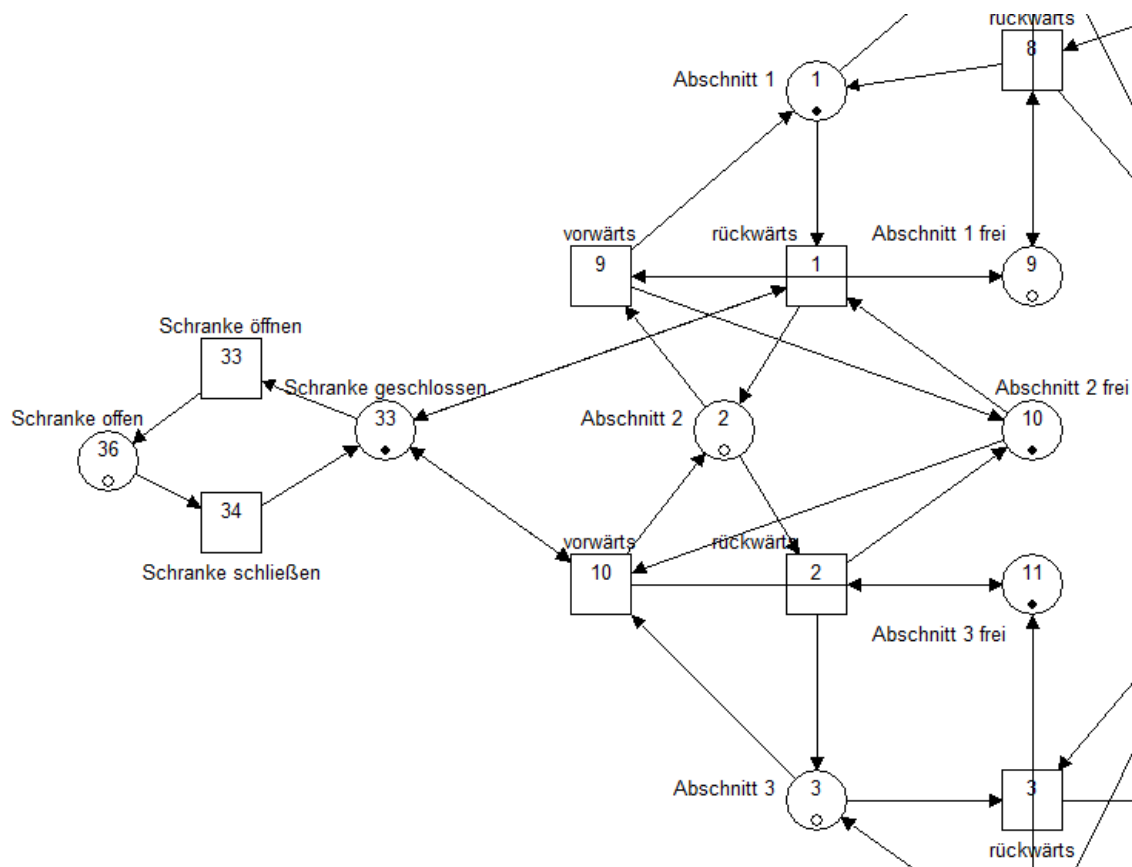 rückwärts
8
Abschnitt 1
1
vorwärts
rückwärts
Abschnitt 1 frei
9
1
9
Schranke öffnen
33
Schranke geschlossen
Schranke offen
36
33
Abschnitt 2
2
Abschnitt 2 frei
10
34
Schranke schließen
vorwärts
rückwärts
10
2
11
Abschnitt 3 frei
Abschnitt 3
3
3
rückwärts